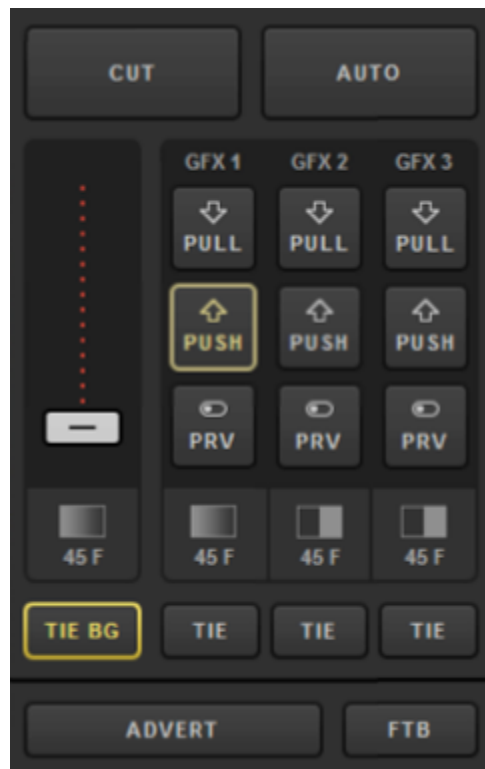 CUT AUTO
GFX 1 GFX 2 GFX 3
PULL PULL PULL
PUSH PUSH PUSH
PRV PRV PRV
45 F 45 F 45 F 45 F
TIE BG TIE TIE TIE
ADVERT FTB